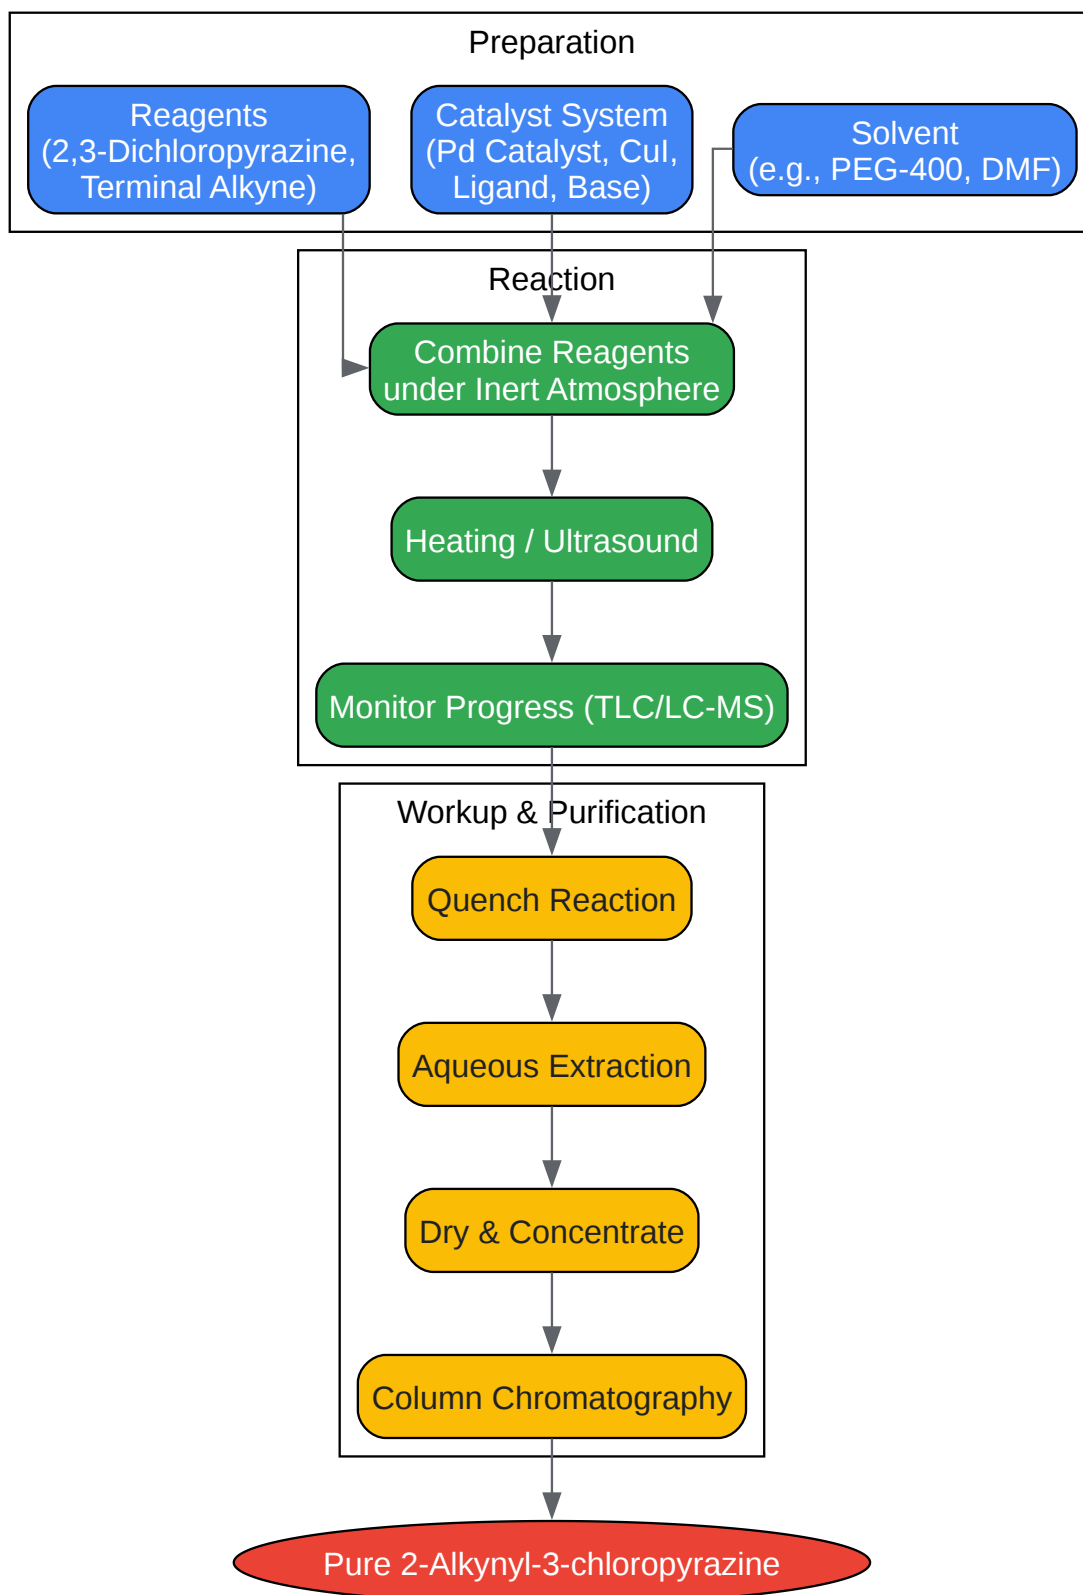 Preparation
Reagents
(2,3-Dichloropyrazine,
Terminal Alkyne)
Catalyst System
(Pd Catalyst, CuI,
Ligand, Base)
Solvent
(e.g., PEG-400, DMF)
Reaction
Combine Reagents
under Inert Atmosphere
Heating / Ultrasound
Monitor Progress (TLC/LC-MS)
Workup & Purification
Quench Reaction
Aqueous Extraction
Dry & Concentrate
Column Chromatography
Pure 2-Alkynyl-3-chloropyrazine